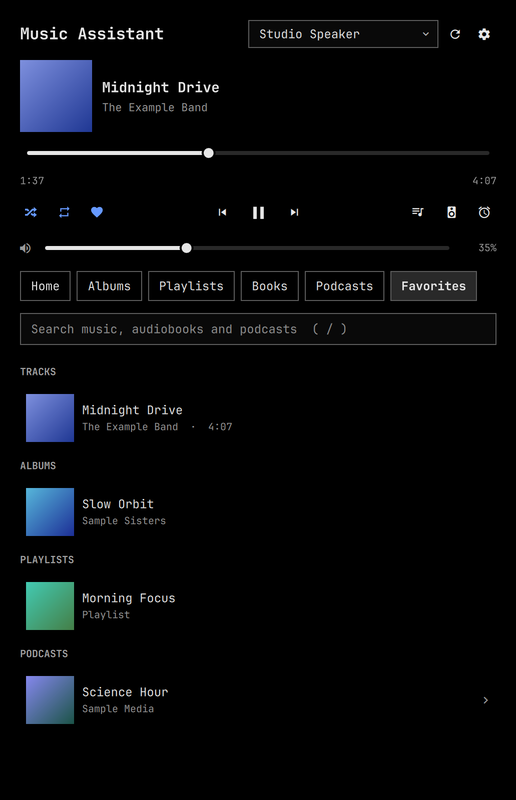 Music Assistant
Studio Speaker
Midnight Drive
The Example Band
1:37
4:07
35%
Home
Albums
Playlists
Books
Podcasts
Favorites
Search music, audiobooks and podcasts  ( / )
TRACKS
Midnight Drive
The Example Band · 4:07
ALBUMS
Slow Orbit
Sample Sisters
PLAYLISTS
Morning Focus
Playlist
PODCASTS
Science Hour
Sample Media